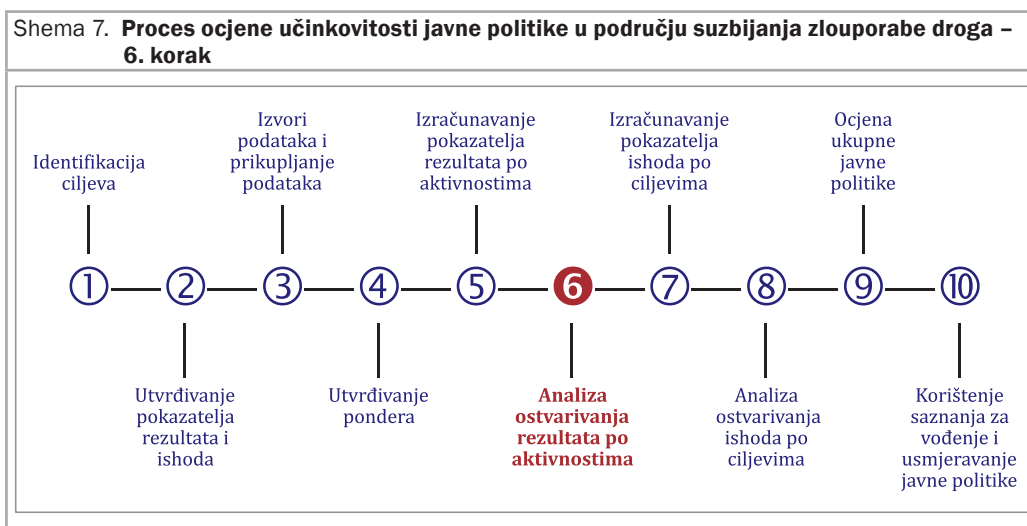 Shema 7. Proces ocjene učinkovitosti javne politike u području suzbijanja zlouporabe droga –
6. korak
Identifikacija
ciljeva
Izvori
podataka i
prikupljanje
podataka
Izračunavanje
pokazatelja
rezultata po
aktivnostima
Izračunavanje
pokazatelja
ishoda po
ciljevima
Ocjena
ukupne
javne
politike
1 2 3 4 5 6 7 8 9 10
Utvrđivanje
pokazatelja
rezultata i
ishoda
Utvrđivanje
pondera
Analiza
ostvarivanja
rezultata po
aktivnostima
Analiza
ostvarivanja
ishoda po
ciljevima
Korištenje
saznanja za
vođenje i
usmjeravanje
javne politike